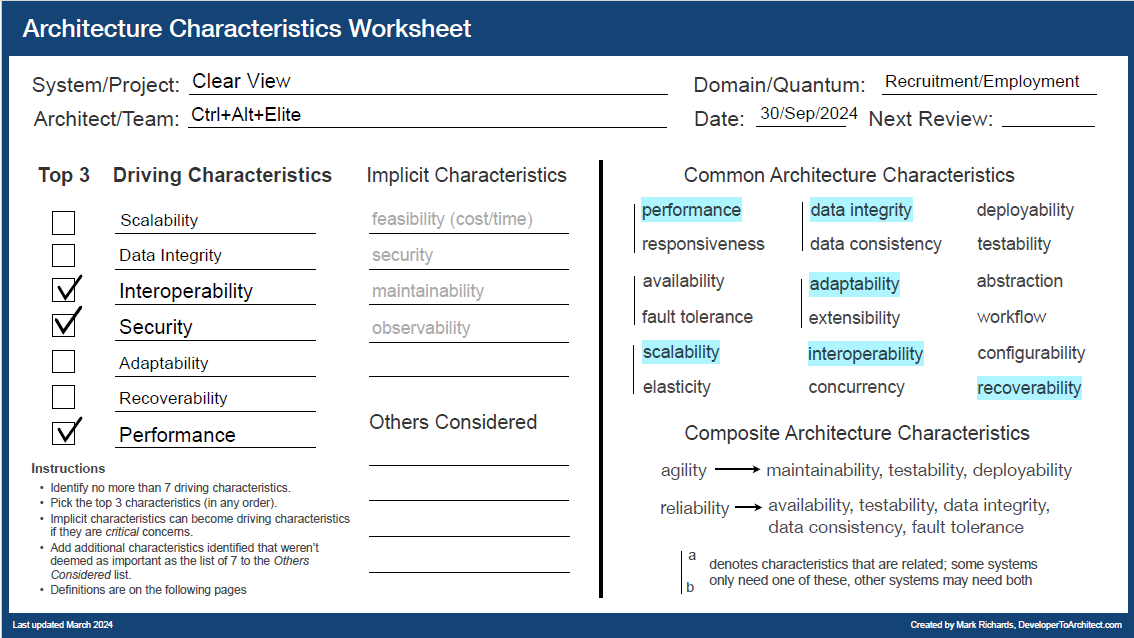 Architecture Characteristics Worksheet
System/Project: Clear View
Domain/Quantum: Recruitment/Employment
Architect/Team: Ctrl+Alt+Elite
Date: 30/Sep/2024 Next Review:
Top 3 Driving Characteristics
Scalability
Data Integrity
Interoperability
Security
Adaptability
Recoverability
Performance
Instructions
• Identify no more than 7 driving characteristics.
• Pick the top 3 characteristics (in any order).
• Implicit characteristics can become driving characteristics
if they are critical concerns.
• Add additional characteristics identified that weren't
deemed as important as the list of 7 to the Others
Considered list.
• Definitions are on the following pages
Implicit Characteristics
feasibility (cost/time)
security
maintainability
observability
Others Considered
Common Architecture Characteristics
performance data integrity deployability
responsiveness data consistency testability
availability adaptability abstraction
fault tolerance extensibility workflow
scalability interoperability configurability
elasticity concurrency recoverability
Composite Architecture Characteristics
agility → maintainability, testability, deployability
reliability → availability, testability, data integrity,
data consistency, fault tolerance
a
b
denotes characteristics that are related; some systems
only need one of these, other systems may need both
Last updated March 2024
Created by Mark Richards, DeveloperToArchitect.com